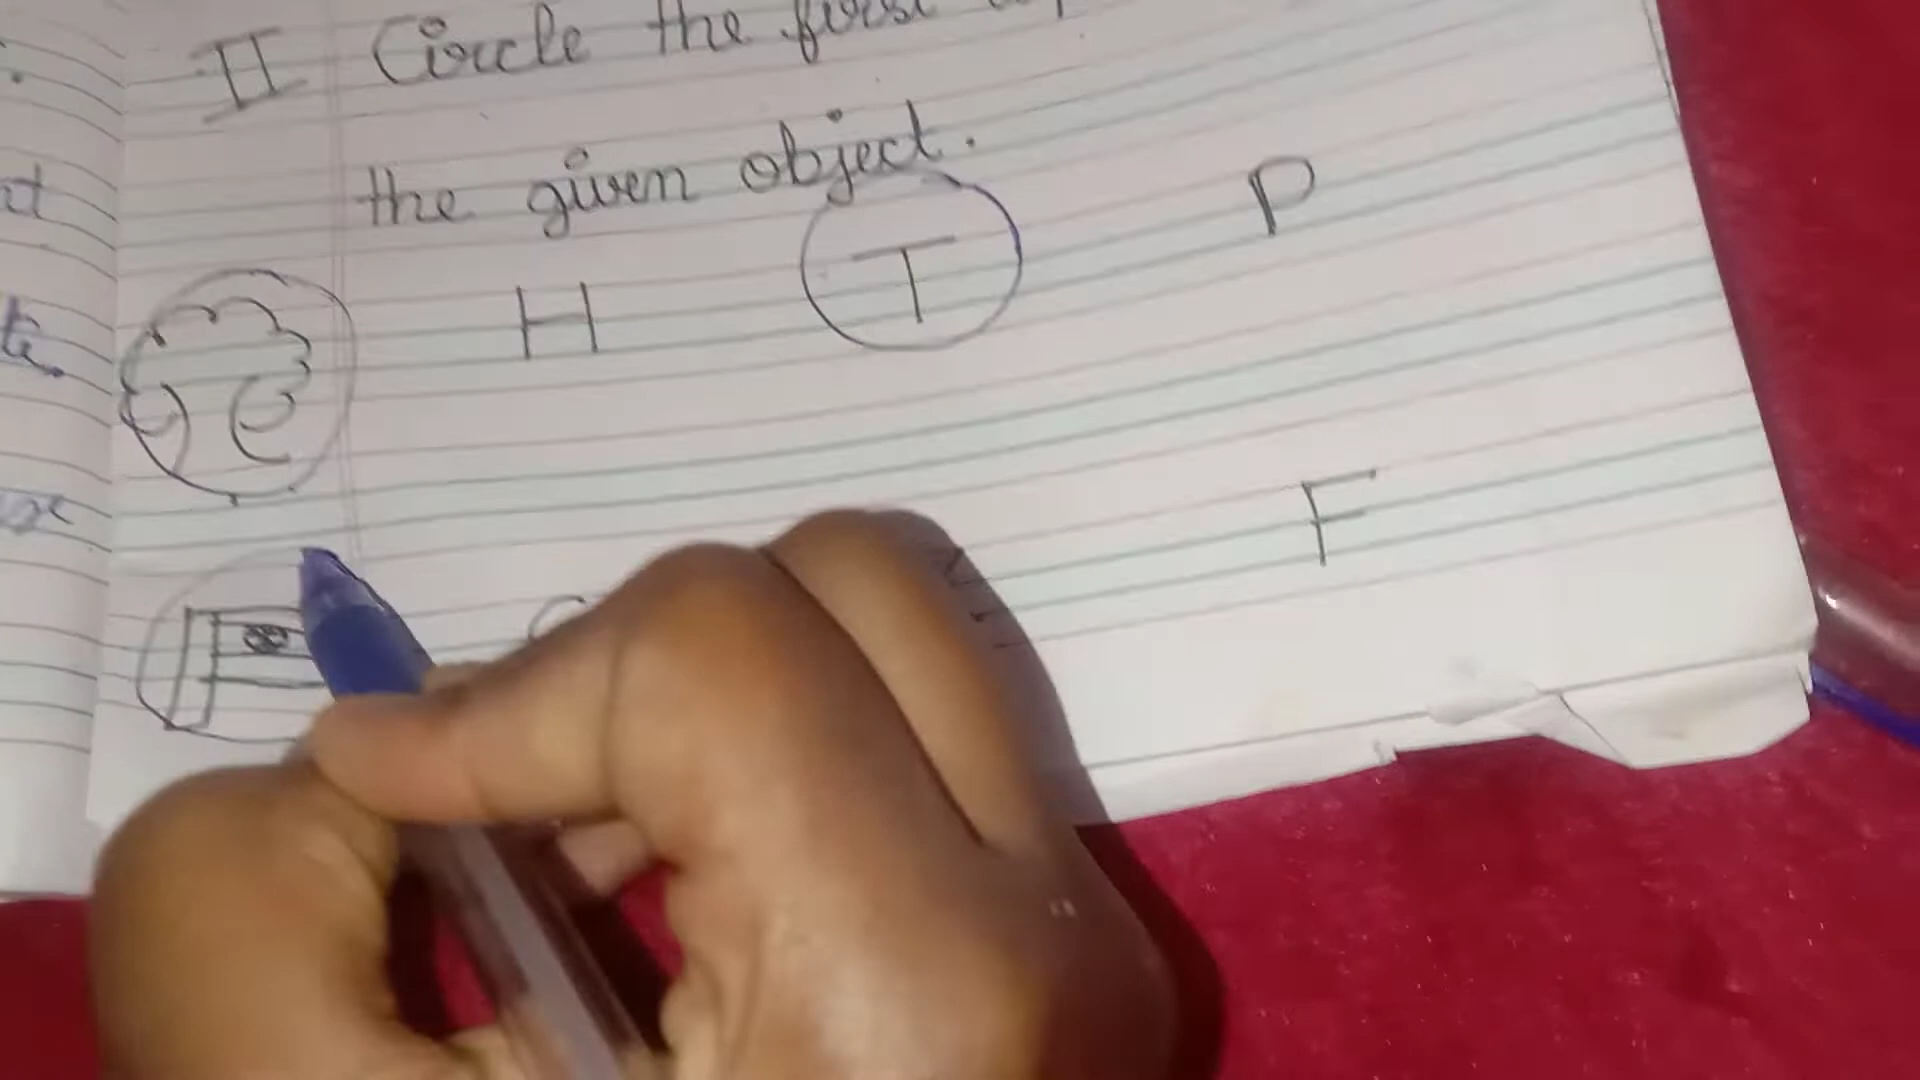 II Circle the first
the given object.
H T P
F